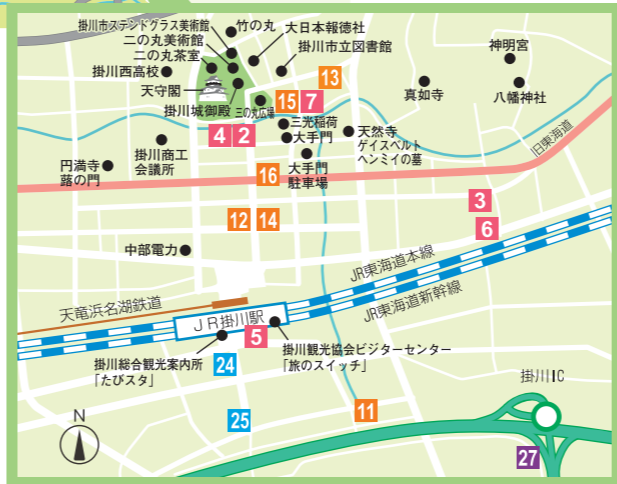 掛川市ステンドグラス美術館
竹の丸
二の丸美術館
大日本報徳社
二の丸茶室
掛川市立図書館
掛川西高校
神明宮
13
天守閣
15
7
真如寺
八幡神社
掛川城御殿
三の丸広場
三光稲荷
4
2
大手門
天然寺
ゲイスベルト
ヘンミイの墓
旧東海道
掛川商工
会議所
円満寺
蕗の門
大手門
駐車場
16
3
12
14
6
中部電力
JR東海道本線
天竜浜名湖鉄道
JR東海道新幹線
JR掛川駅
5
掛川総合観光案内所
「たびスタ」
掛川観光協会ビジターセンター
「旅のスイッチ」
24
掛川IC
11
25
N
27